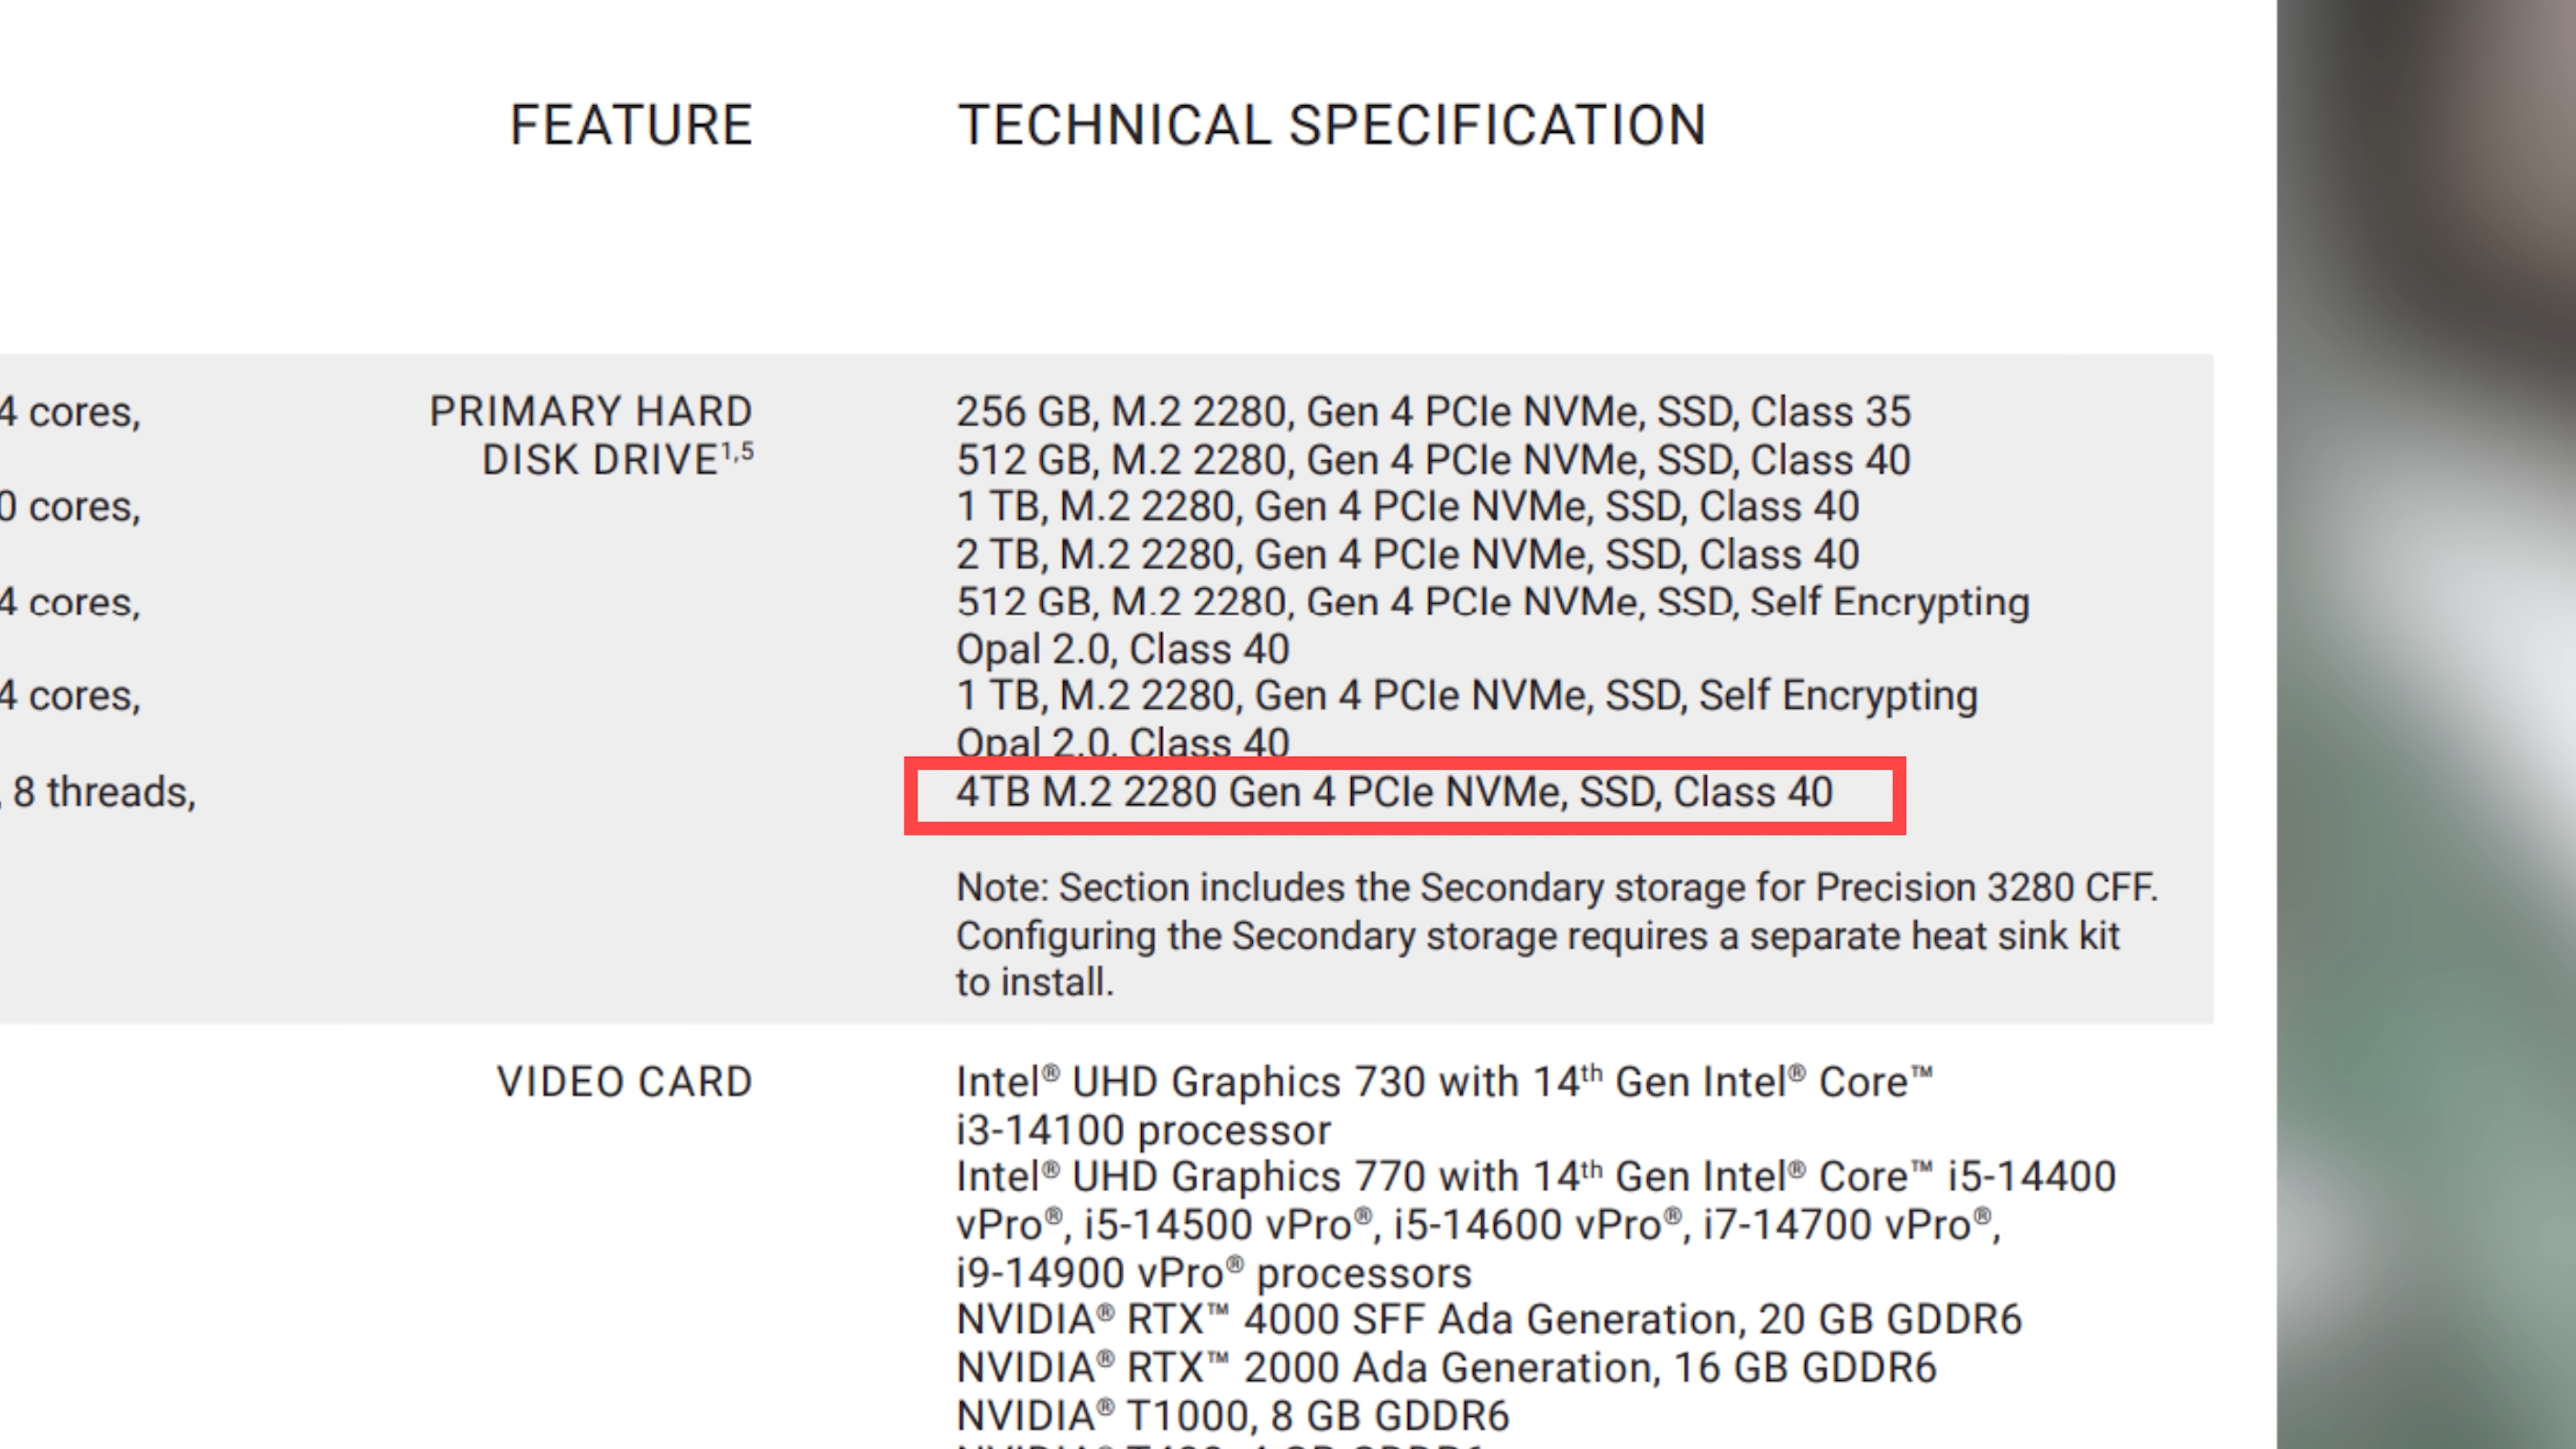 FEATURE
TECHNICAL SPECIFICATION
4 cores,
0 cores,
4 cores,
4 cores,
, 8 threads,
PRIMARY HARD
DISK DRIVE1,5
256 GB, M.2 2280, Gen 4 PCIe NVMe, SSD, Class 35
512 GB, M.2 2280, Gen 4 PCIe NVMe, SSD, Class 40
1 TB, M.2 2280, Gen 4 PCIe NVMe, SSD, Class 40
2 TB, M.2 2280, Gen 4 PCIe NVMe, SSD, Class 40
512 GB, M.2 2280, Gen 4 PCIe NVMe, SSD, Self Encrypting
Opal 2.0, Class 40
1 TB, M.2 2280, Gen 4 PCIe NVMe, SSD, Self Encrypting
Opal 2.0, Class 40
4TB M.2 2280 Gen 4 PCIe NVMe, SSD, Class 40
Note: Section includes the Secondary storage for Precision 3280 CFF.
Configuring the Secondary storage requires a separate heat sink kit
to install.
VIDEO CARD
Intel® UHD Graphics 730 with 14th Gen Intel® Core™
i3-14100 processor
Intel® UHD Graphics 770 with 14th Gen Intel® Core™ i5-14400
vPro®, i5-14500 vPro®, i5-14600 vPro®, i7-14700 vPro®,
i9-14900 vPro® processors
NVIDIA® RTX™ 4000 SFF Ada Generation, 20 GB GDDR6
NVIDIA® RTX™ 2000 Ada Generation, 16 GB GDDR6
NVIDIA® T1000, 8 GB GDDR6